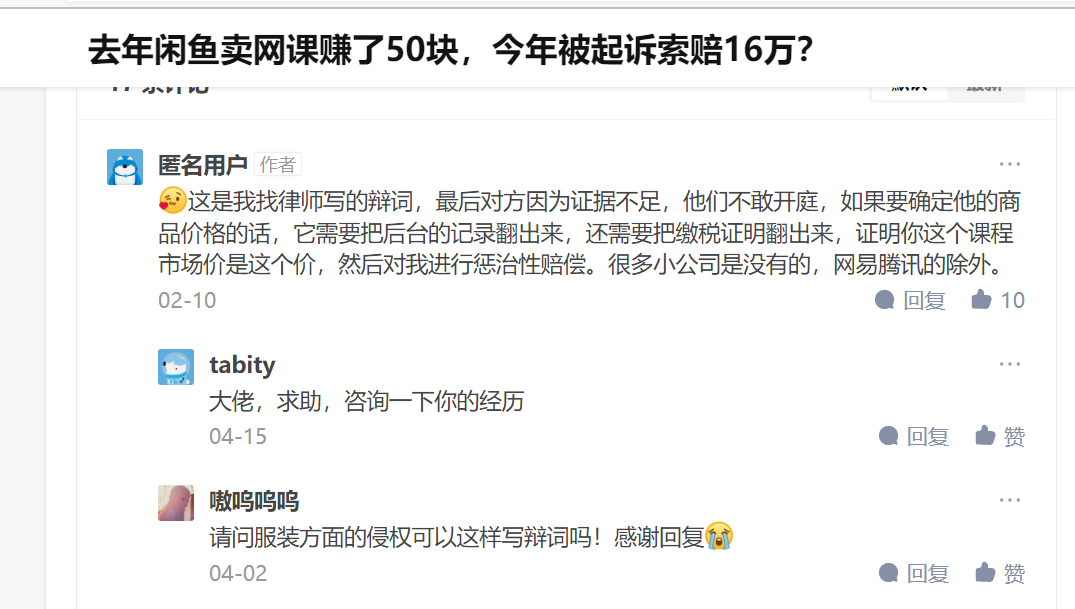 去年闲鱼卖网课赚了50块，今年被起诉索赔16万？
匿名用户 作者
这是我找律师写的辩词，最后对方因为证据不足，他们不敢开庭，如果要确定他的商
品价格的话，它需要把后台的记录翻出来，还需要把缴税证明翻出来，证明你这个课程
市场价是这个价，然后对我进行惩治性赔偿。很多小公司是没有的，网易腾讯的除外。
02-10 回复 10
tabity
大佬，求助，咨询一下你的经历
04-15 回复 赞
嗷呜呜呜
请问服装方面的侵权可以这样写辩词吗！感谢回复😭
04-02 回复 赞